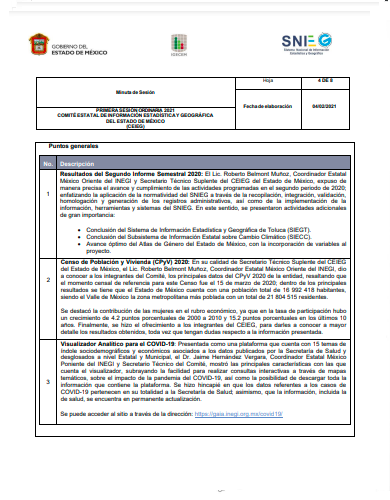 GOBIERNO DEL
ESTADO DE MÉXICO
IGECEM
SNIEG
Sistema Nacional de Información
Estadística y Geográfica
Minuta de Sesión
Hoja
4 DE 8
PRIMERA SESION ORDINARIA 2021
COMITÉ ESTATAL DE INFORMACIÓN ESTADÍSTICA Y GEOGRÁFICA
DEL ESTADO DE MÉXICO
(CEIEG)
Fecha de elaboración
04/02/2021
Puntos generales
No.
Descripción
1
Resultados del Segundo Informe Semestral 2020: El Lic. Roberto Belmont Muñoz, Coordinador Estatal
México Oriente del INEGI y Secretario Técnico Suplente del CEIEG del Estado de México, expuso de
manera precisa el avance y cumplimiento de las actividades programadas en el segundo periodo de 2020;
enfatizando la aplicación de la normatividad del SNIEG a través de la recopilación, integración, validación,
homologación y generación de los registros administrativos, así como de la implementación de la
información, herramientas y sistemas del SNIEG. En este sentido, se presentaron actividades adicionales
de gran importancia:
• Conclusión del Sistema de Información Estadística y Geográfica de Toluca (SIEGT).
• Conclusión del Subsistema de Información Estatal sobre Cambio Climático (SIECC).
• Avance óptimo del Atlas de Género del Estado de México, con la incorporación de variables al
proyecto.
2
Censo de Población y Vivienda (CPyV) 2020: En su calidad de Secretario Técnico Suplente del CEIEG
del Estado de México, el Lic. Roberto Belmont Muñoz, Coordinador Estatal México Oriente del INEGI, dio
a conocer a los integrantes del Comité, los principales datos del CPyV 2020 de la entidad, resaltando que
el momento censal de referencia para este Censo fue el 15 de marzo de 2020; dentro de los principales
resultados se tiene que el Estado de México cuenta con una población total de 16 992 418 habitantes,
siendo el Valle de México la zona metropolitana más poblada con un total de 21 804 515 residentes.
Se destacó la contribución de las mujeres en el rubro económico, ya que en la tasa de participación hubo
un crecimiento de 4.2 puntos porcentuales de 2000 a 2010 y 15.2 puntos porcentuales en los últimos 10
años. Finalmente, se hizo el ofrecimiento a los integrantes del CEIEG, para darles a conocer a mayor
detalle los resultados obtenidos, toda vez que tengan dudas respecto a la información presentada.
3
Visualizador Analítico para el COVID-19: Presentada como una plataforma que cuenta con 15 temas de
índole sociodemográficos y económicos asociados a los datos publicados por la Secretaría de Salud y
desglosados a nivel Estatal y Municipal, el Dr. Jaime Hernández Vergara, Coordinador Estatal México
Poniente del INEGI y Secretario Técnico del Comité, mostró las principales características con las que
cuenta el visualizador, subrayando la facilidad para realizar consultas interactivas a través de mapas
temáticos, sobre el impacto de la pandemia del COVID-19, así como la posibilidad de descargar toda la
información que contiene la plataforma. Se hizo hincapié en que los datos referentes a los casos de
COVID-19 pertenecen en su totalidad a la Secretaría de Salud; asimismo, que la información, incluida la
de salud, se encuentra en permanente actualización.
Se puede acceder al sitio a través de la dirección: https://gaia.inegi.org.mx/covid19/